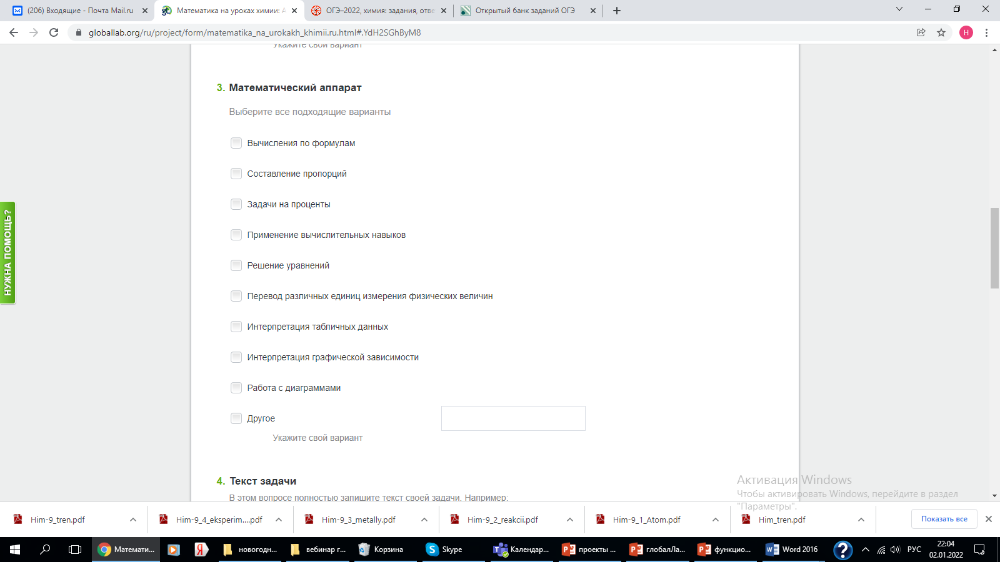 (206) Входящие - Почта Mail.ru
Математика на уроках химии: А
ОГЭ–2022, химия: задания, отве
Открытый банк заданий ОГЭ
globallab.org/ru/project/form/matematika_na_urokakh_khimii.ru.html#.YdH2SGhByM8
H
Укажите свой вариант
3. Математический аппарат
Выберите все подходящие варианты
Вычисления по формулам
Составление пропорций
Задачи на проценты
Применение вычислительных навыков
Решение уравнений
Перевод различных единиц измерения физических величин
Интерпретация табличных данных
Интерпретация графической зависимости
Работа с диаграммами
Другое
Укажите свой вариант
НУЖНА ПОМОЩЬ?
4. Текст задачи
В этом вопросе полностью запишите текст своей задачи. Например:
Активация Windows
Чтобы активировать Windows, перейдите в раздел
"Параметры".
Him-9_tren.pdf
Him-9_4_eksperim....pdf
Him-9_3_metally.pdf
Him-9_2_reakcii.pdf
Him-9_1_Atom.pdf
Him_tren.pdf
Показать все
Математи...
новогодн...
вебинар г...
Корзина
Skype
Календар...
проекты ...
глобалЛа...
функцио...
Word 2016
РУС
22:04
02.01.2022